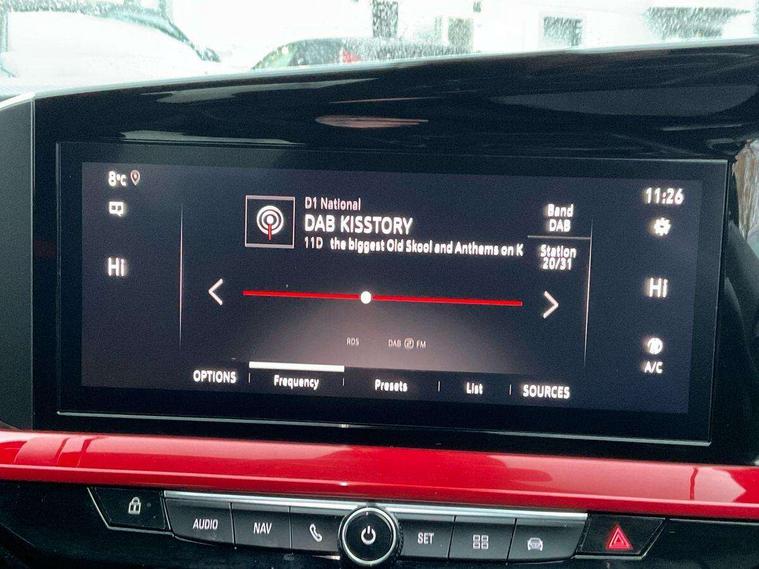 8°C
11:26
D1 National
DAB KISSTORY
11D the biggest Old Skool and Anthems on K
Band
DAB
Station
20/31
Hi
Hi
RDS
DAB FM
A/C
OPTIONS
Frequency
Presets
List
SOURCES
AUDIO
NAV
SET